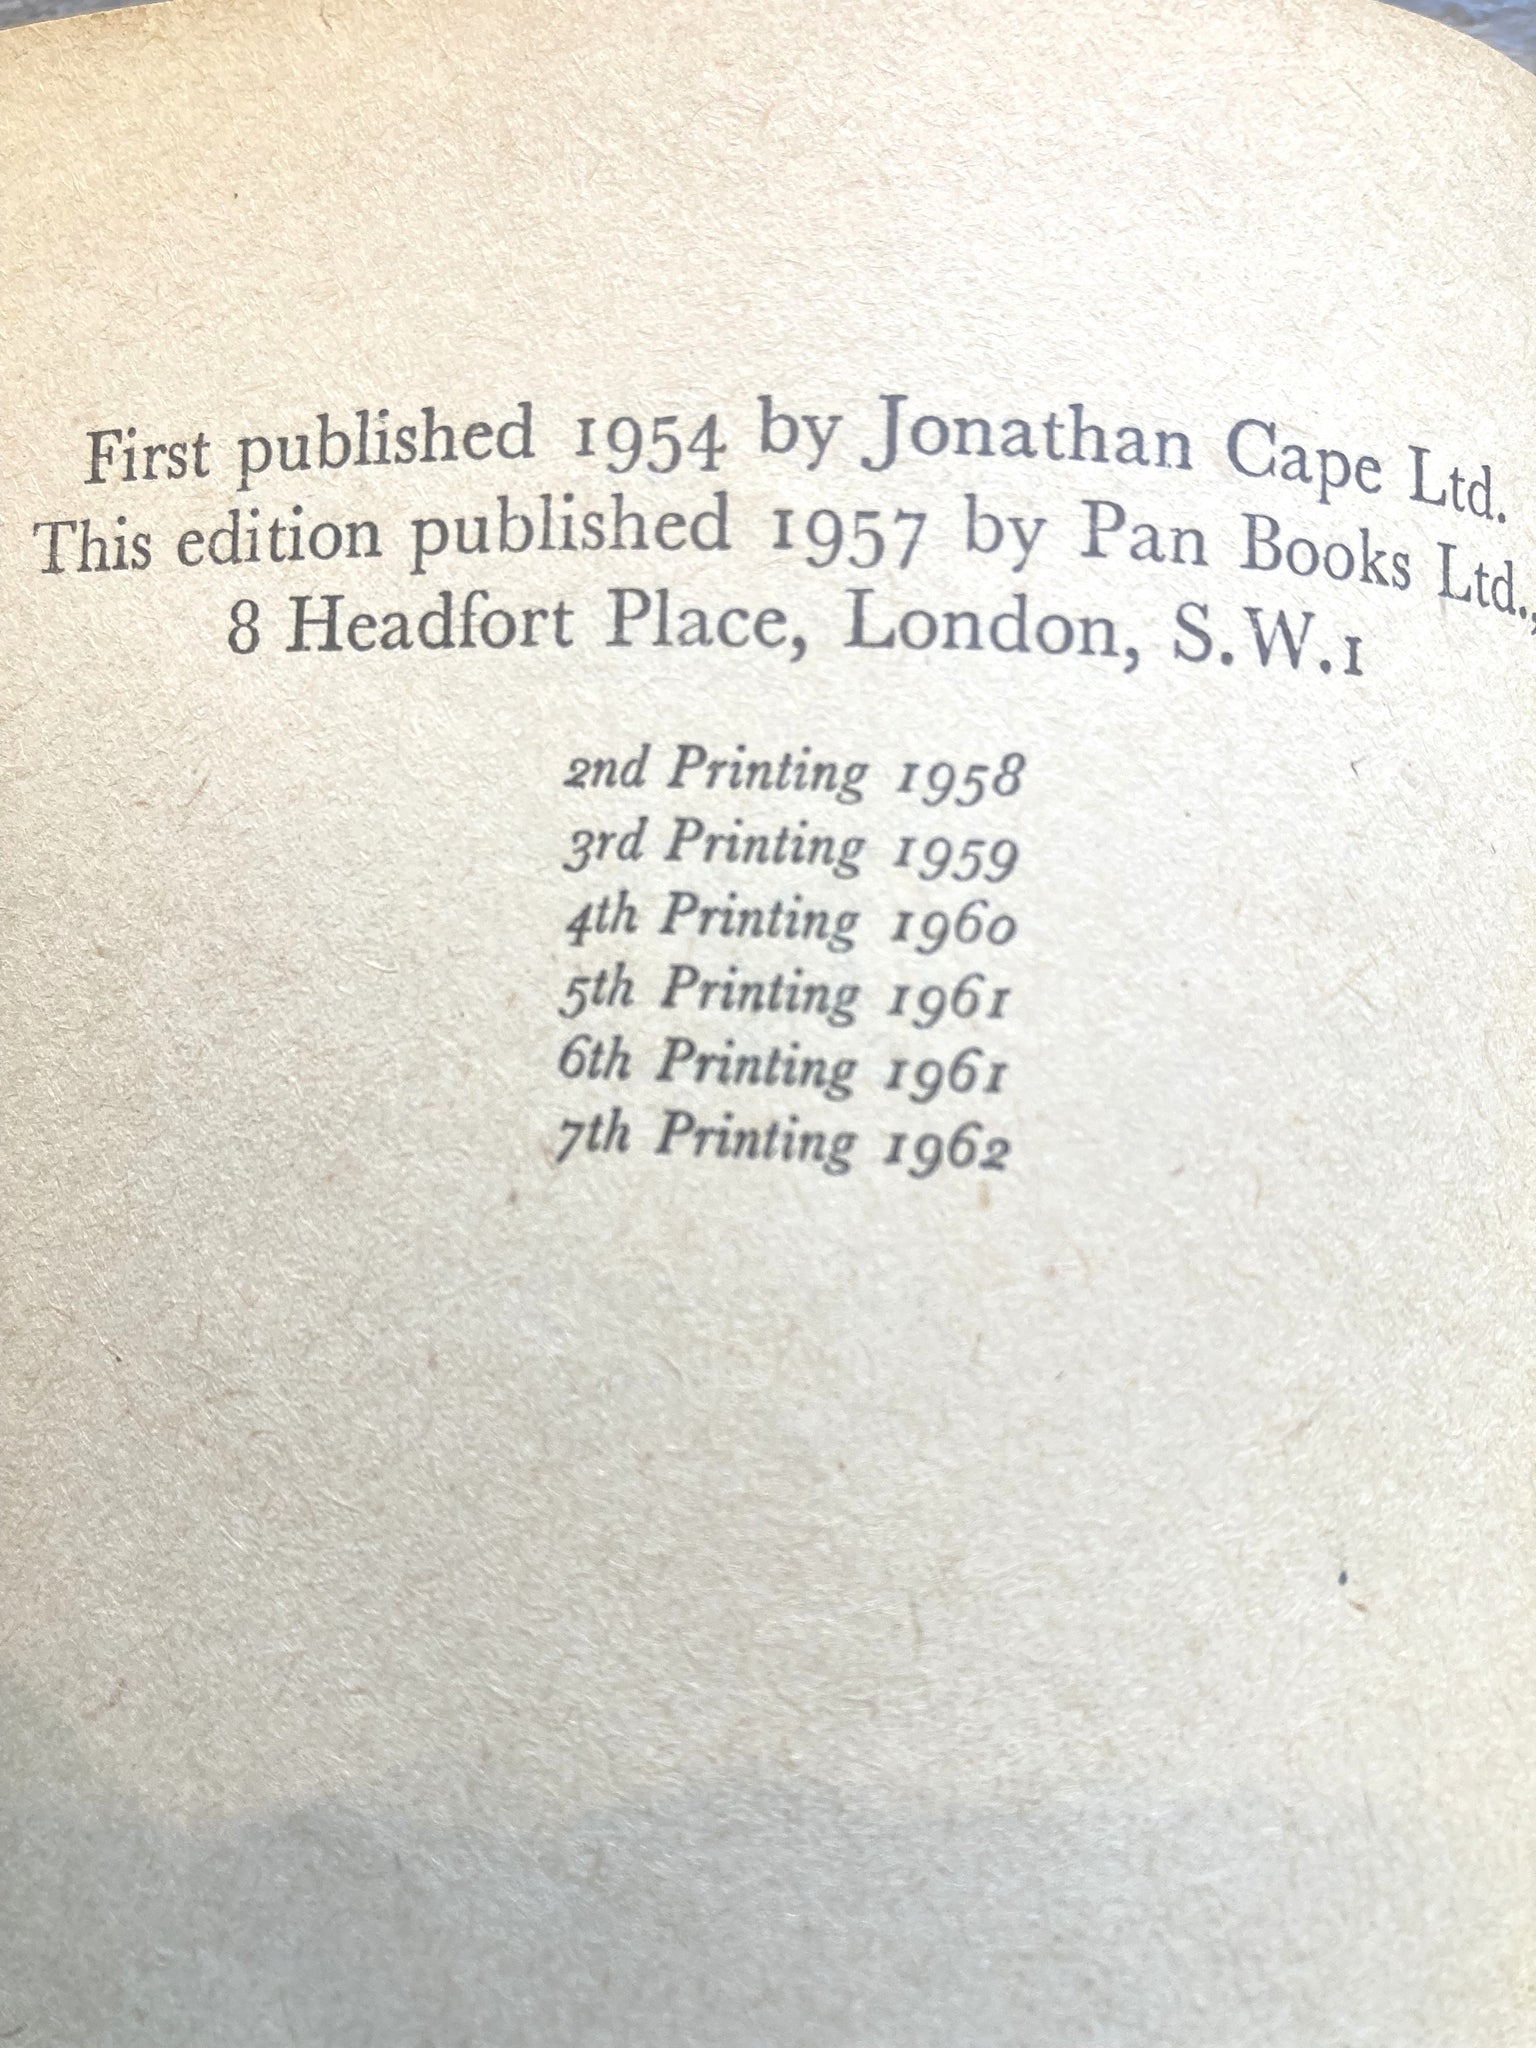 First published 1954 by Jonathan Cape Ltd.
This edition published 1957 by Pan Books Ltd.,
8 Headfort Place, London, S.W.1
2nd Printing 1958
3rd Printing 1959
4th Printing 1960
5th Printing 1961
6th Printing 1961
7th Printing 1962